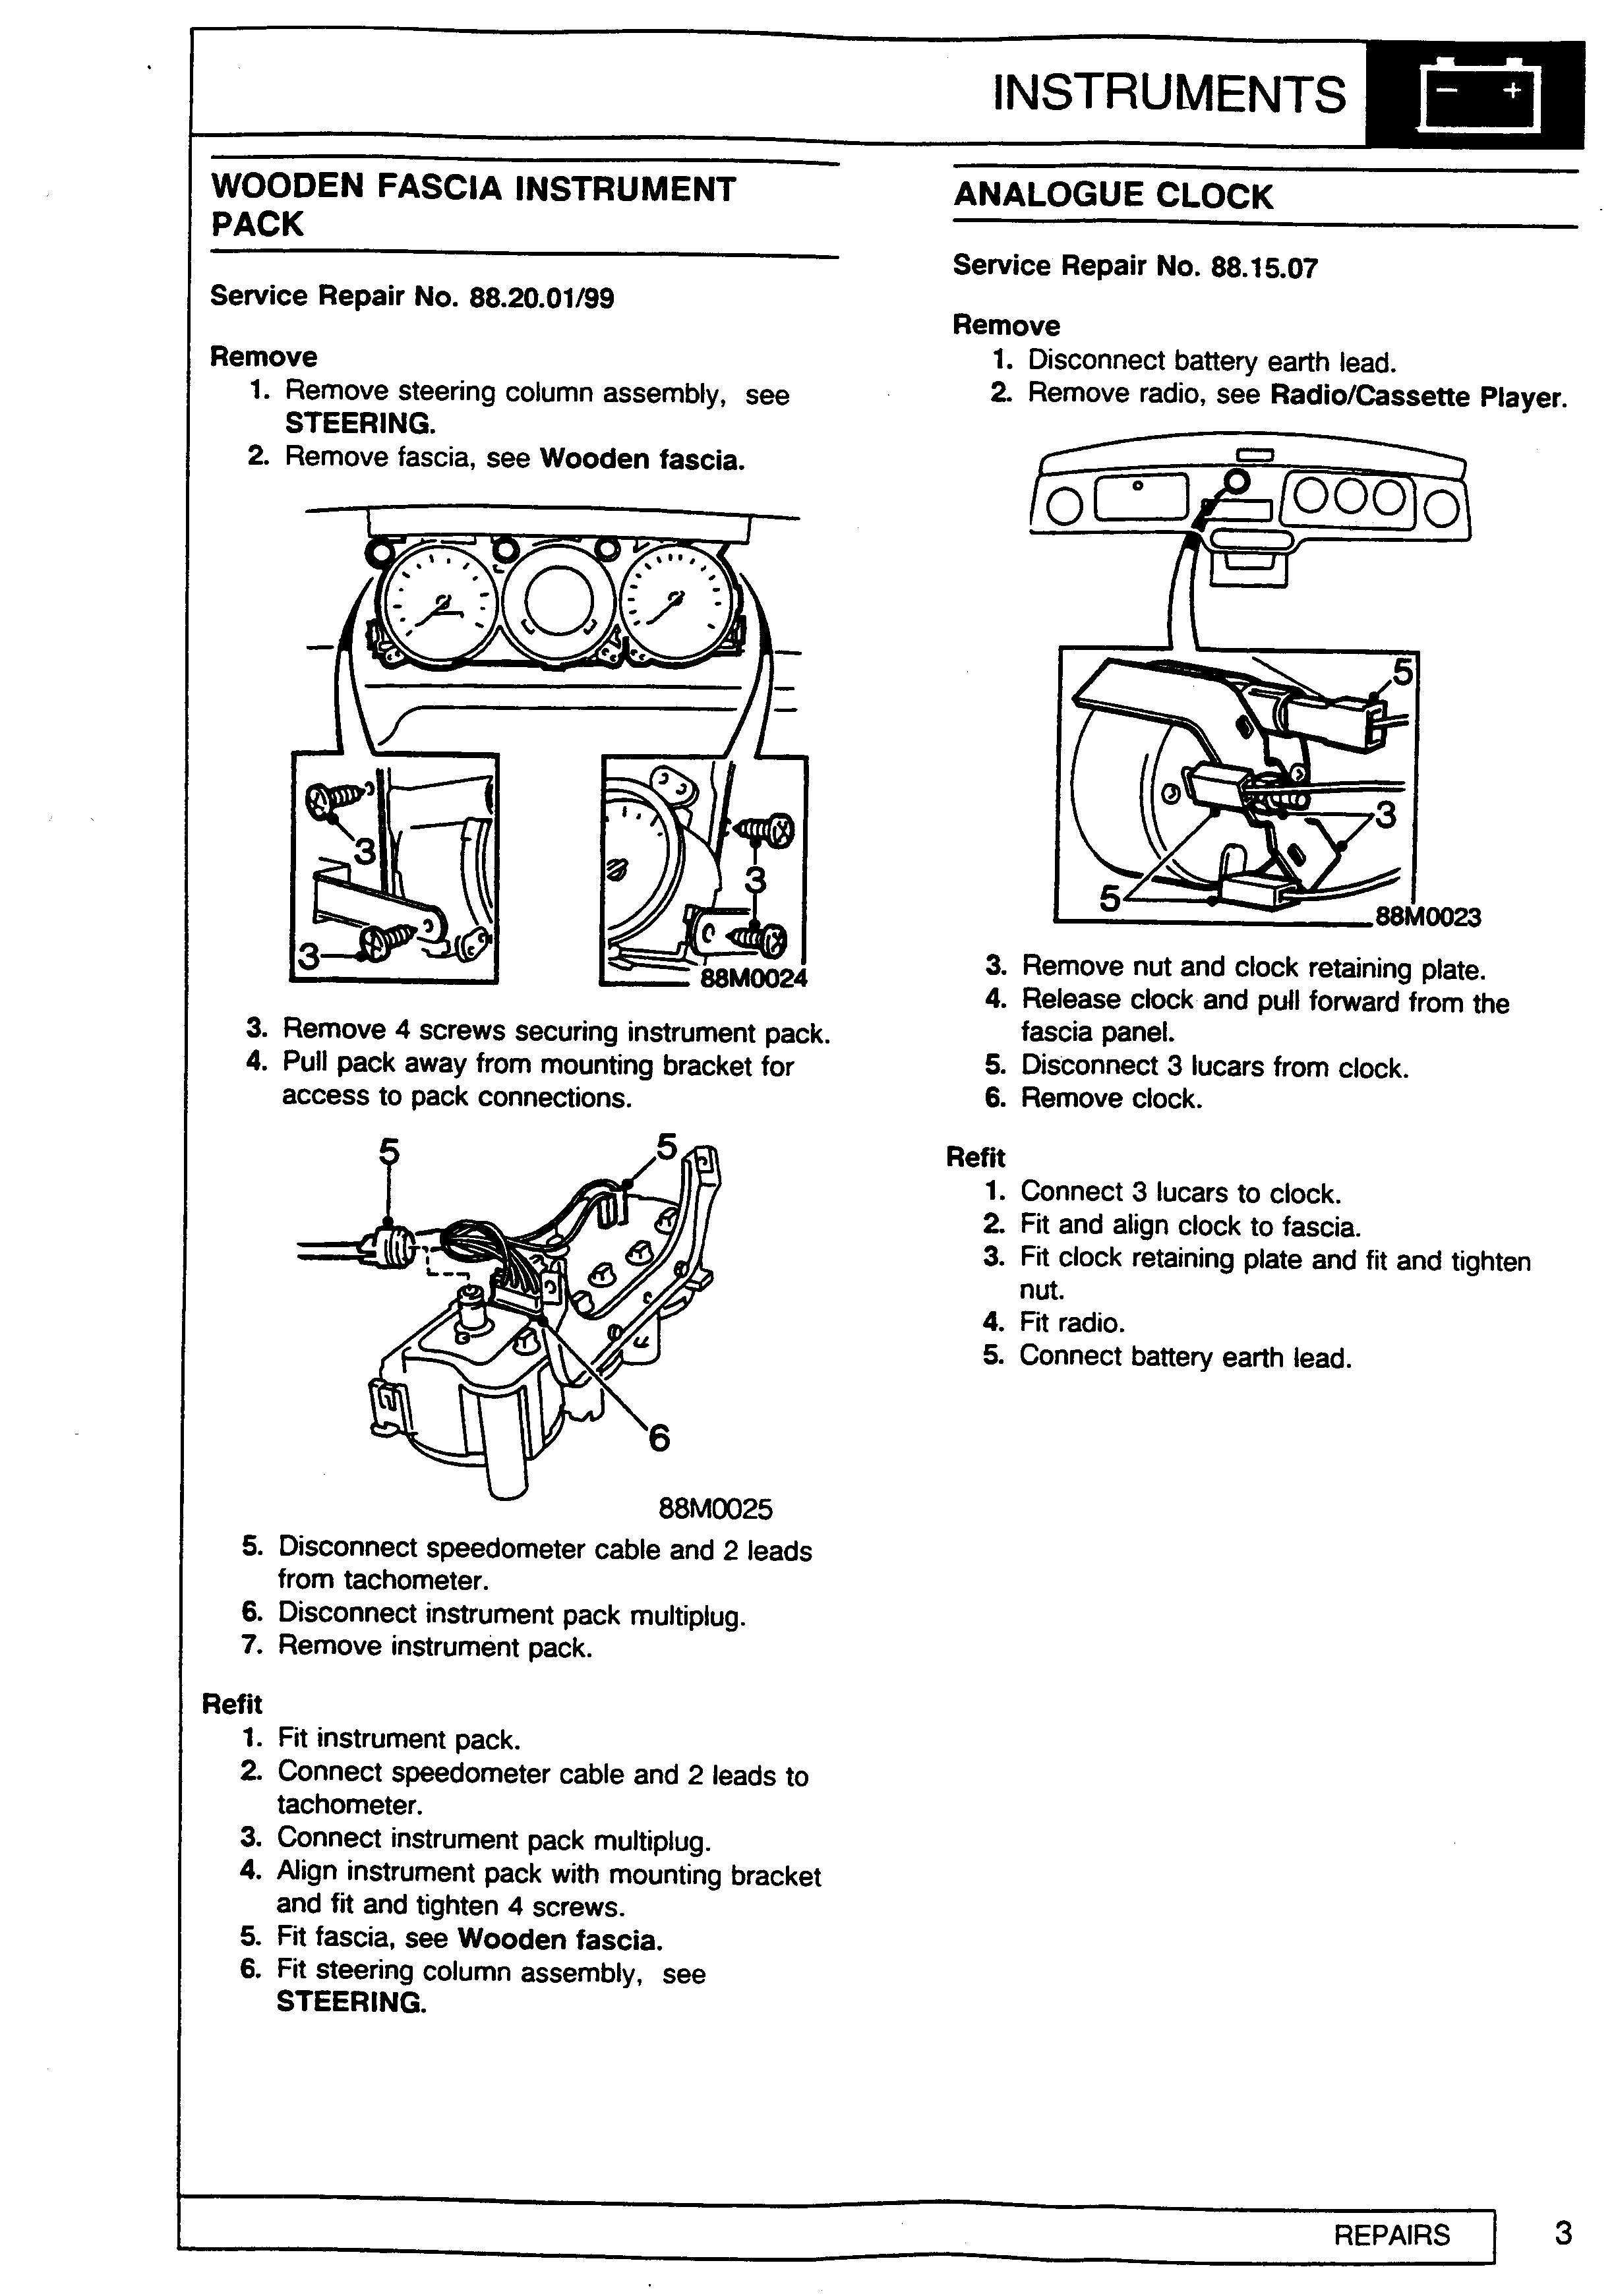 INSTRUMENTS
- +
WOODEN FASCIA INSTRUMENT
PACK
Service Repair No. 88.20.01/99
Remove
1. Remove steering column assembly, see
STEERING.
2. Remove fascia, see Wooden fascia.
3
3
3
88M0024
3. Remove 4 screws securing instrument pack.
4. Pull pack away from mounting bracket for
access to pack connections.
5
5
6
88M0025
5. Disconnect speedometer cable and 2 leads
from tachometer.
6. Disconnect instrument pack multiplug.
7. Remove instrument pack.
Refit
1. Fit instrument pack.
2. Connect speedometer cable and 2 leads to
tachometer.
3. Connect instrument pack multiplug.
4. Align instrument pack with mounting bracket
and fit and tighten 4 screws.
5. Fit fascia, see Wooden fascia.
6. Fit steering column assembly, see
STEERING.
ANALOGUE CLOCK
Service Repair No. 88.15.07
Remove
1. Disconnect battery earth lead.
2. Remove radio, see Radio/Cassette Player.
5
3
5
88M0023
3. Remove nut and clock retaining plate.
4. Release clock and pull forward from the
fascia panel.
5. Disconnect 3 lucars from clock.
6. Remove clock.
Refit
1. Connect 3 lucars to clock.
2. Fit and align clock to fascia.
3. Fit clock retaining plate and fit and tighten
nut.
4. Fit radio.
5. Connect battery earth lead.
REPAIRS
3